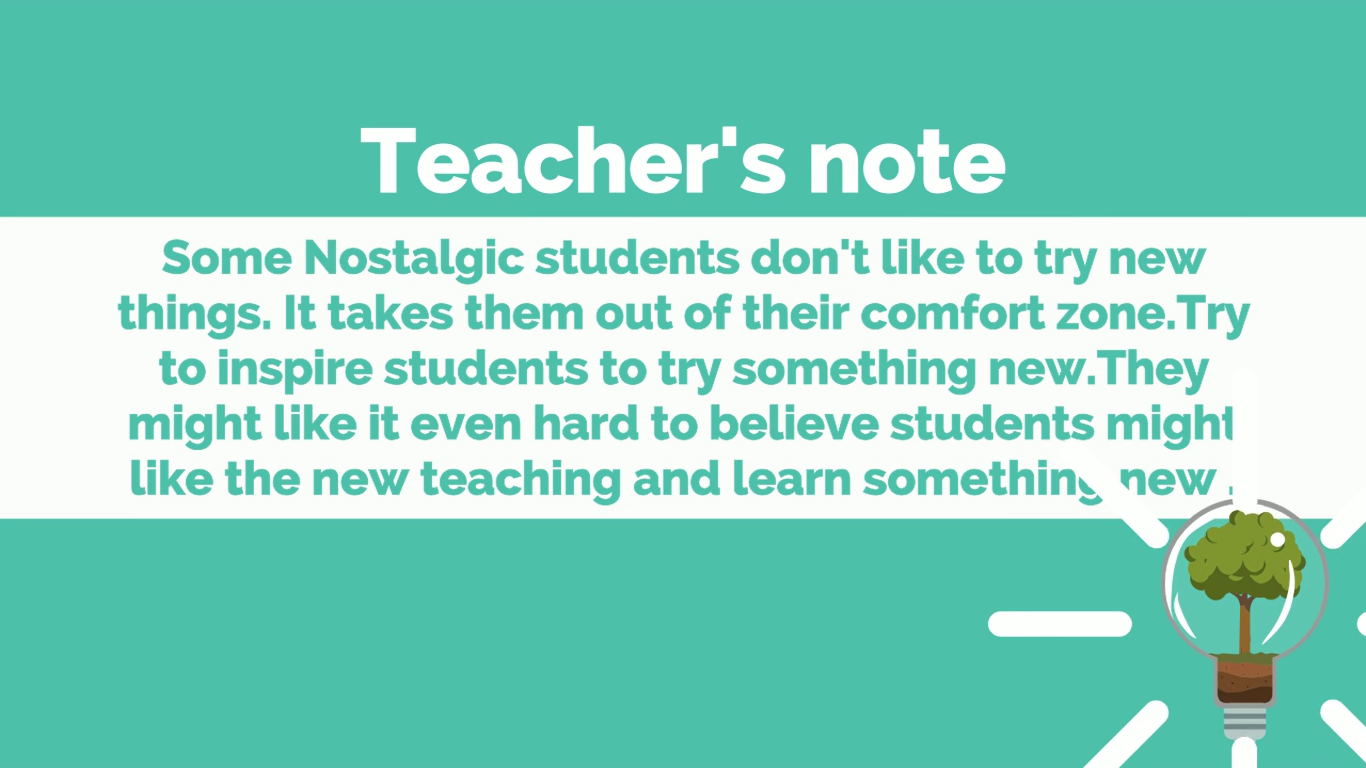 Teacher's note
Some Nostalgic students don't like to try new
things. It takes them out of their comfort zone.Try
to inspire students to try something new.They
might like it even hard to believe students might
like the new teaching and learn something new .